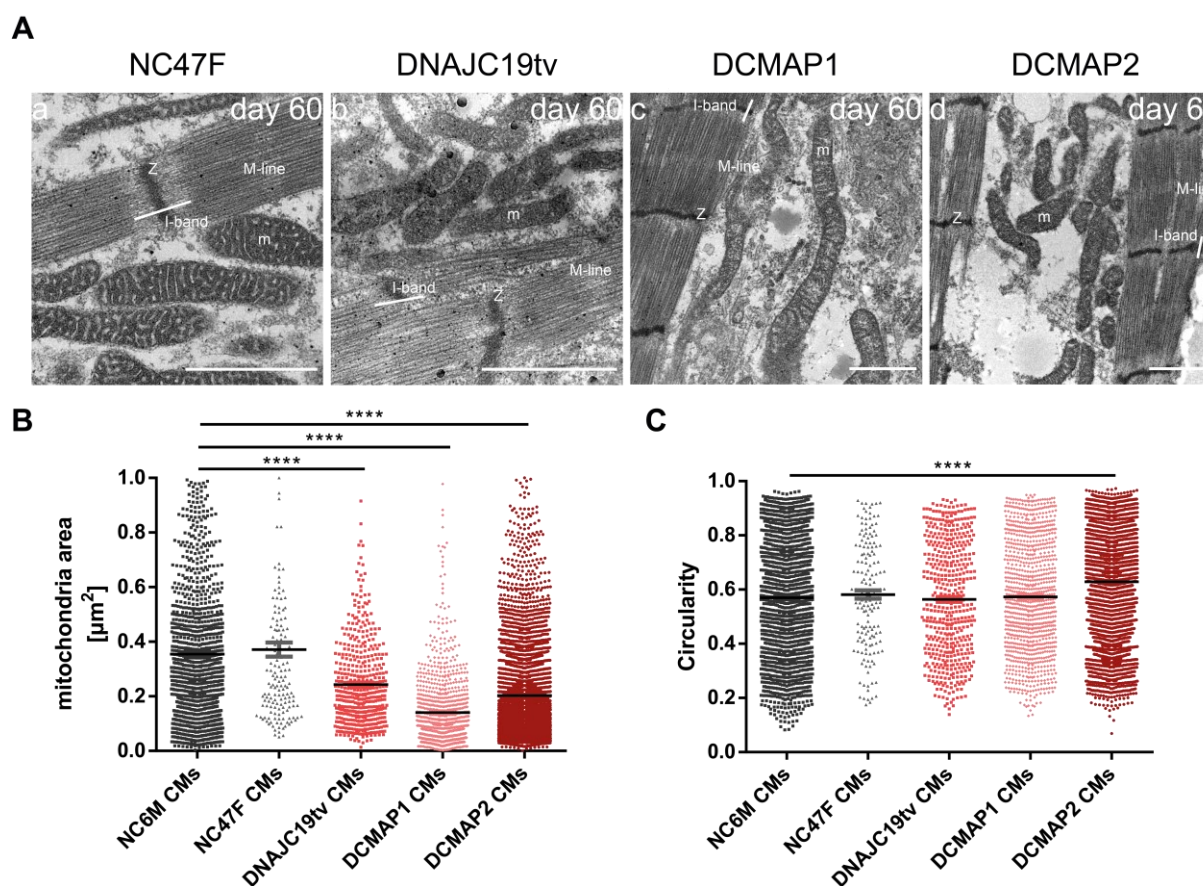 A
NC47F DNAJC19tv DCMAP1 DCMAP2
a day 60 b day 60 c day 60 d day 6
Z M-line I-band m
m M-line I-band Z
I-band M-line m Z
m Z M-li I-band
B
**** 
****
****
mitochondria area
[µm²]
1.0
0.8
0.6
0.4
0.2
0.0
NC6M CMs
NC47F CMs
DNAJC19tv CMs
DCMAP1 CMs
DCMAP2 CMs
C
****
Circularity
1.0
0.8
0.6
0.4
0.2
0.0
NC6M CMs
NC47F CMs
DNAJC19tv CMs
DCMAP1 CMs
DCMAP2 CMs